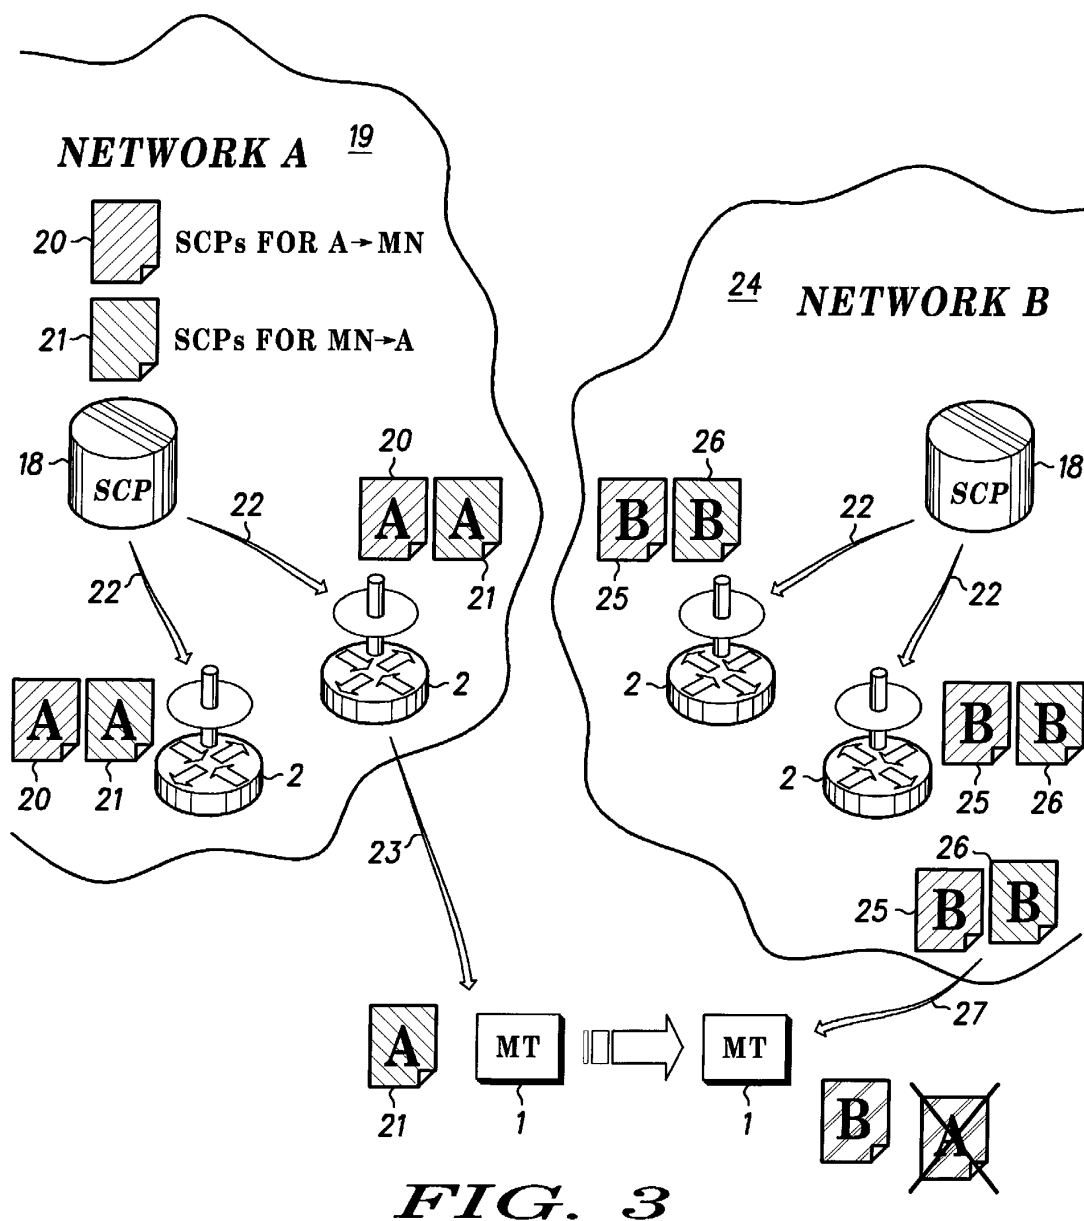 NETWORK A 19
20 SCPs FOR A→MN
24 NETWORK B
21 SCPs FOR MN→A
18 SCP
20
A A
21
22
22
26
B B
25
SCP 18
22
22
2
2
A A
20 21
2
2
B B
25 26
23
26
25 B B
27
A
21
MT
1
MT
1
B
A
FIG. 3